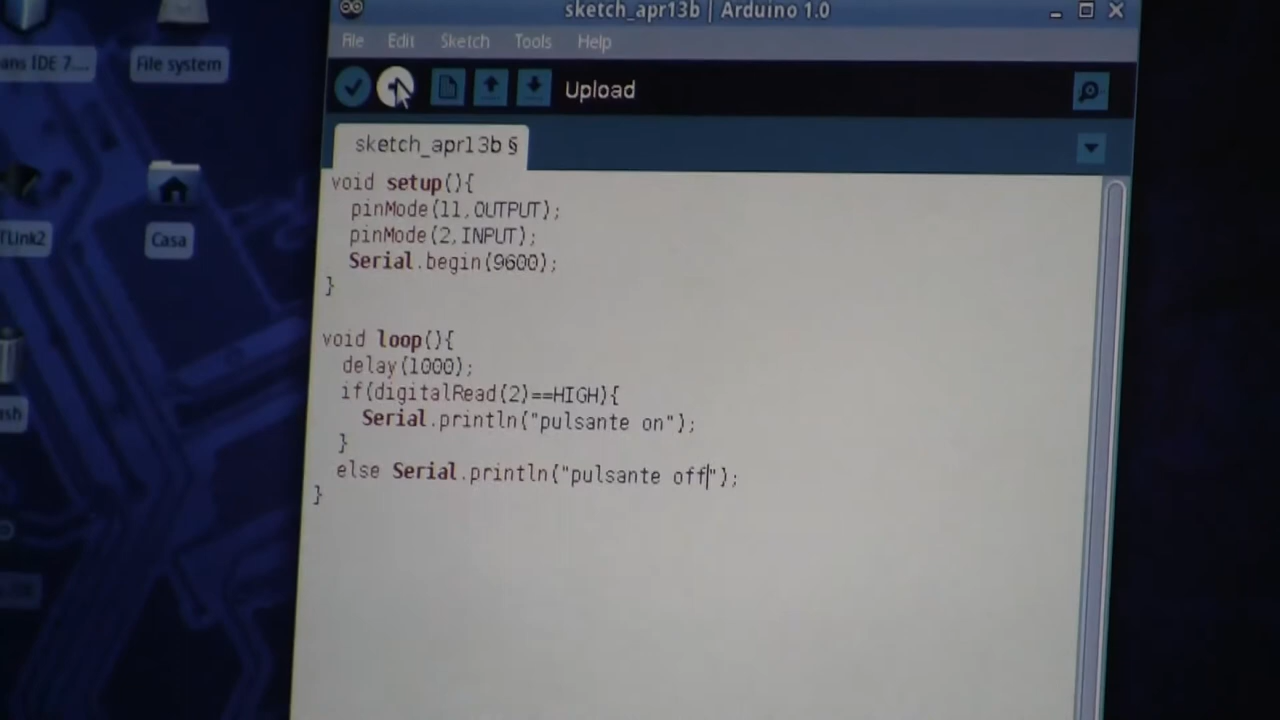 sketch_apr13b | Arduino 1.0
File Edit Sketch Tools Help
Upload
sketch_apr13b §
void setup(){
pinMode(11,OUTPUT);
pinMode(2,INPUT);
Serial.begin(9600);
}
void loop(){
delay(1000);
if(digitalRead(2)==HIGH){
Serial.println("pulsante on");
}
else Serial.println("pulsante off");
}
IDE 7....
File system
Casa